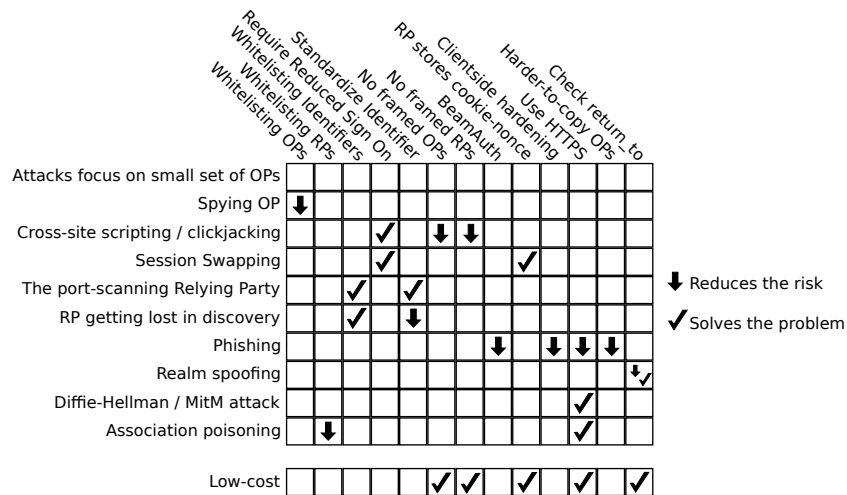 Whitelisting OPs
Whitelisting RPs
Whitelisting Identifiers
Require Reduced Sign On
Standardize Identifier
No framed OPs
No framed RPs
BeamAuth
RP stores cookie-nonce
Clientside hardening
Use HTTPS
Harder-to-copy OPs
Check return_to
Attacks focus on small set of OPs
Spying OP
Cross-site scripting / clickjacking
Session Swapping
The port-scanning Relying Party
RP getting lost in discovery
Phishing
Realm spoofing
Diffie-Hellman / MitM attack
Association poisoning
Low-cost
Reduces the risk
Solves the problem